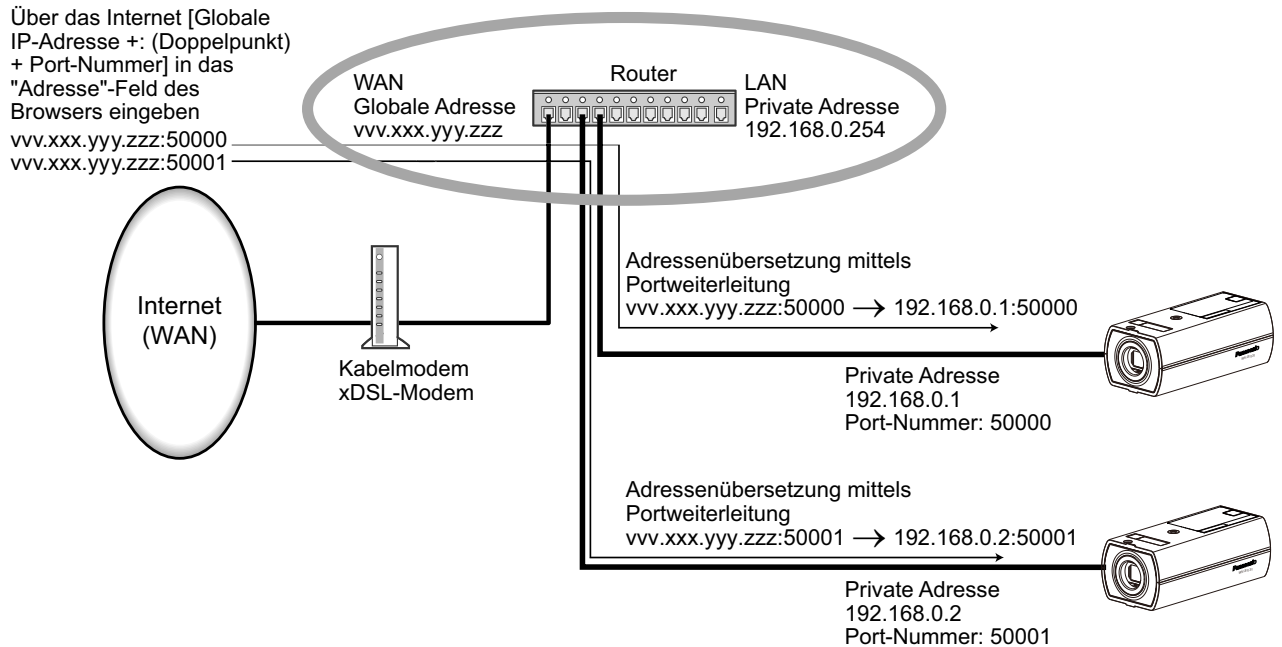 Über das Internet [Globale
IP-Adresse +: (Doppelpunkt)
+ Port-Nummer] in das
"Adresse"-Feld des
Browsers eingeben
vvv.xxx.yyy.zzz:50000
vvv.xxx.yyy.zzz:50001
WAN
Globale Adresse
vvv.xxx.yyy.zzz
Router
LAN
Private Adresse
192.168.0.254
Internet
(WAN)
Kabelmodem
xDSL-Modem
Adressenübersetzung mittels
Portweiterleitung
vvv.xxx.yyy.zzz:50000 → 192.168.0.1:50000
Panasonic
Private Adresse
192.168.0.1
Port-Nummer: 50000
Adressenübersetzung mittels
Portweiterleitung
vvv.xxx.yyy.zzz:50001 → 192.168.0.2:50001
Panasonic
Private Adresse
192.168.0.2
Port-Nummer: 50001